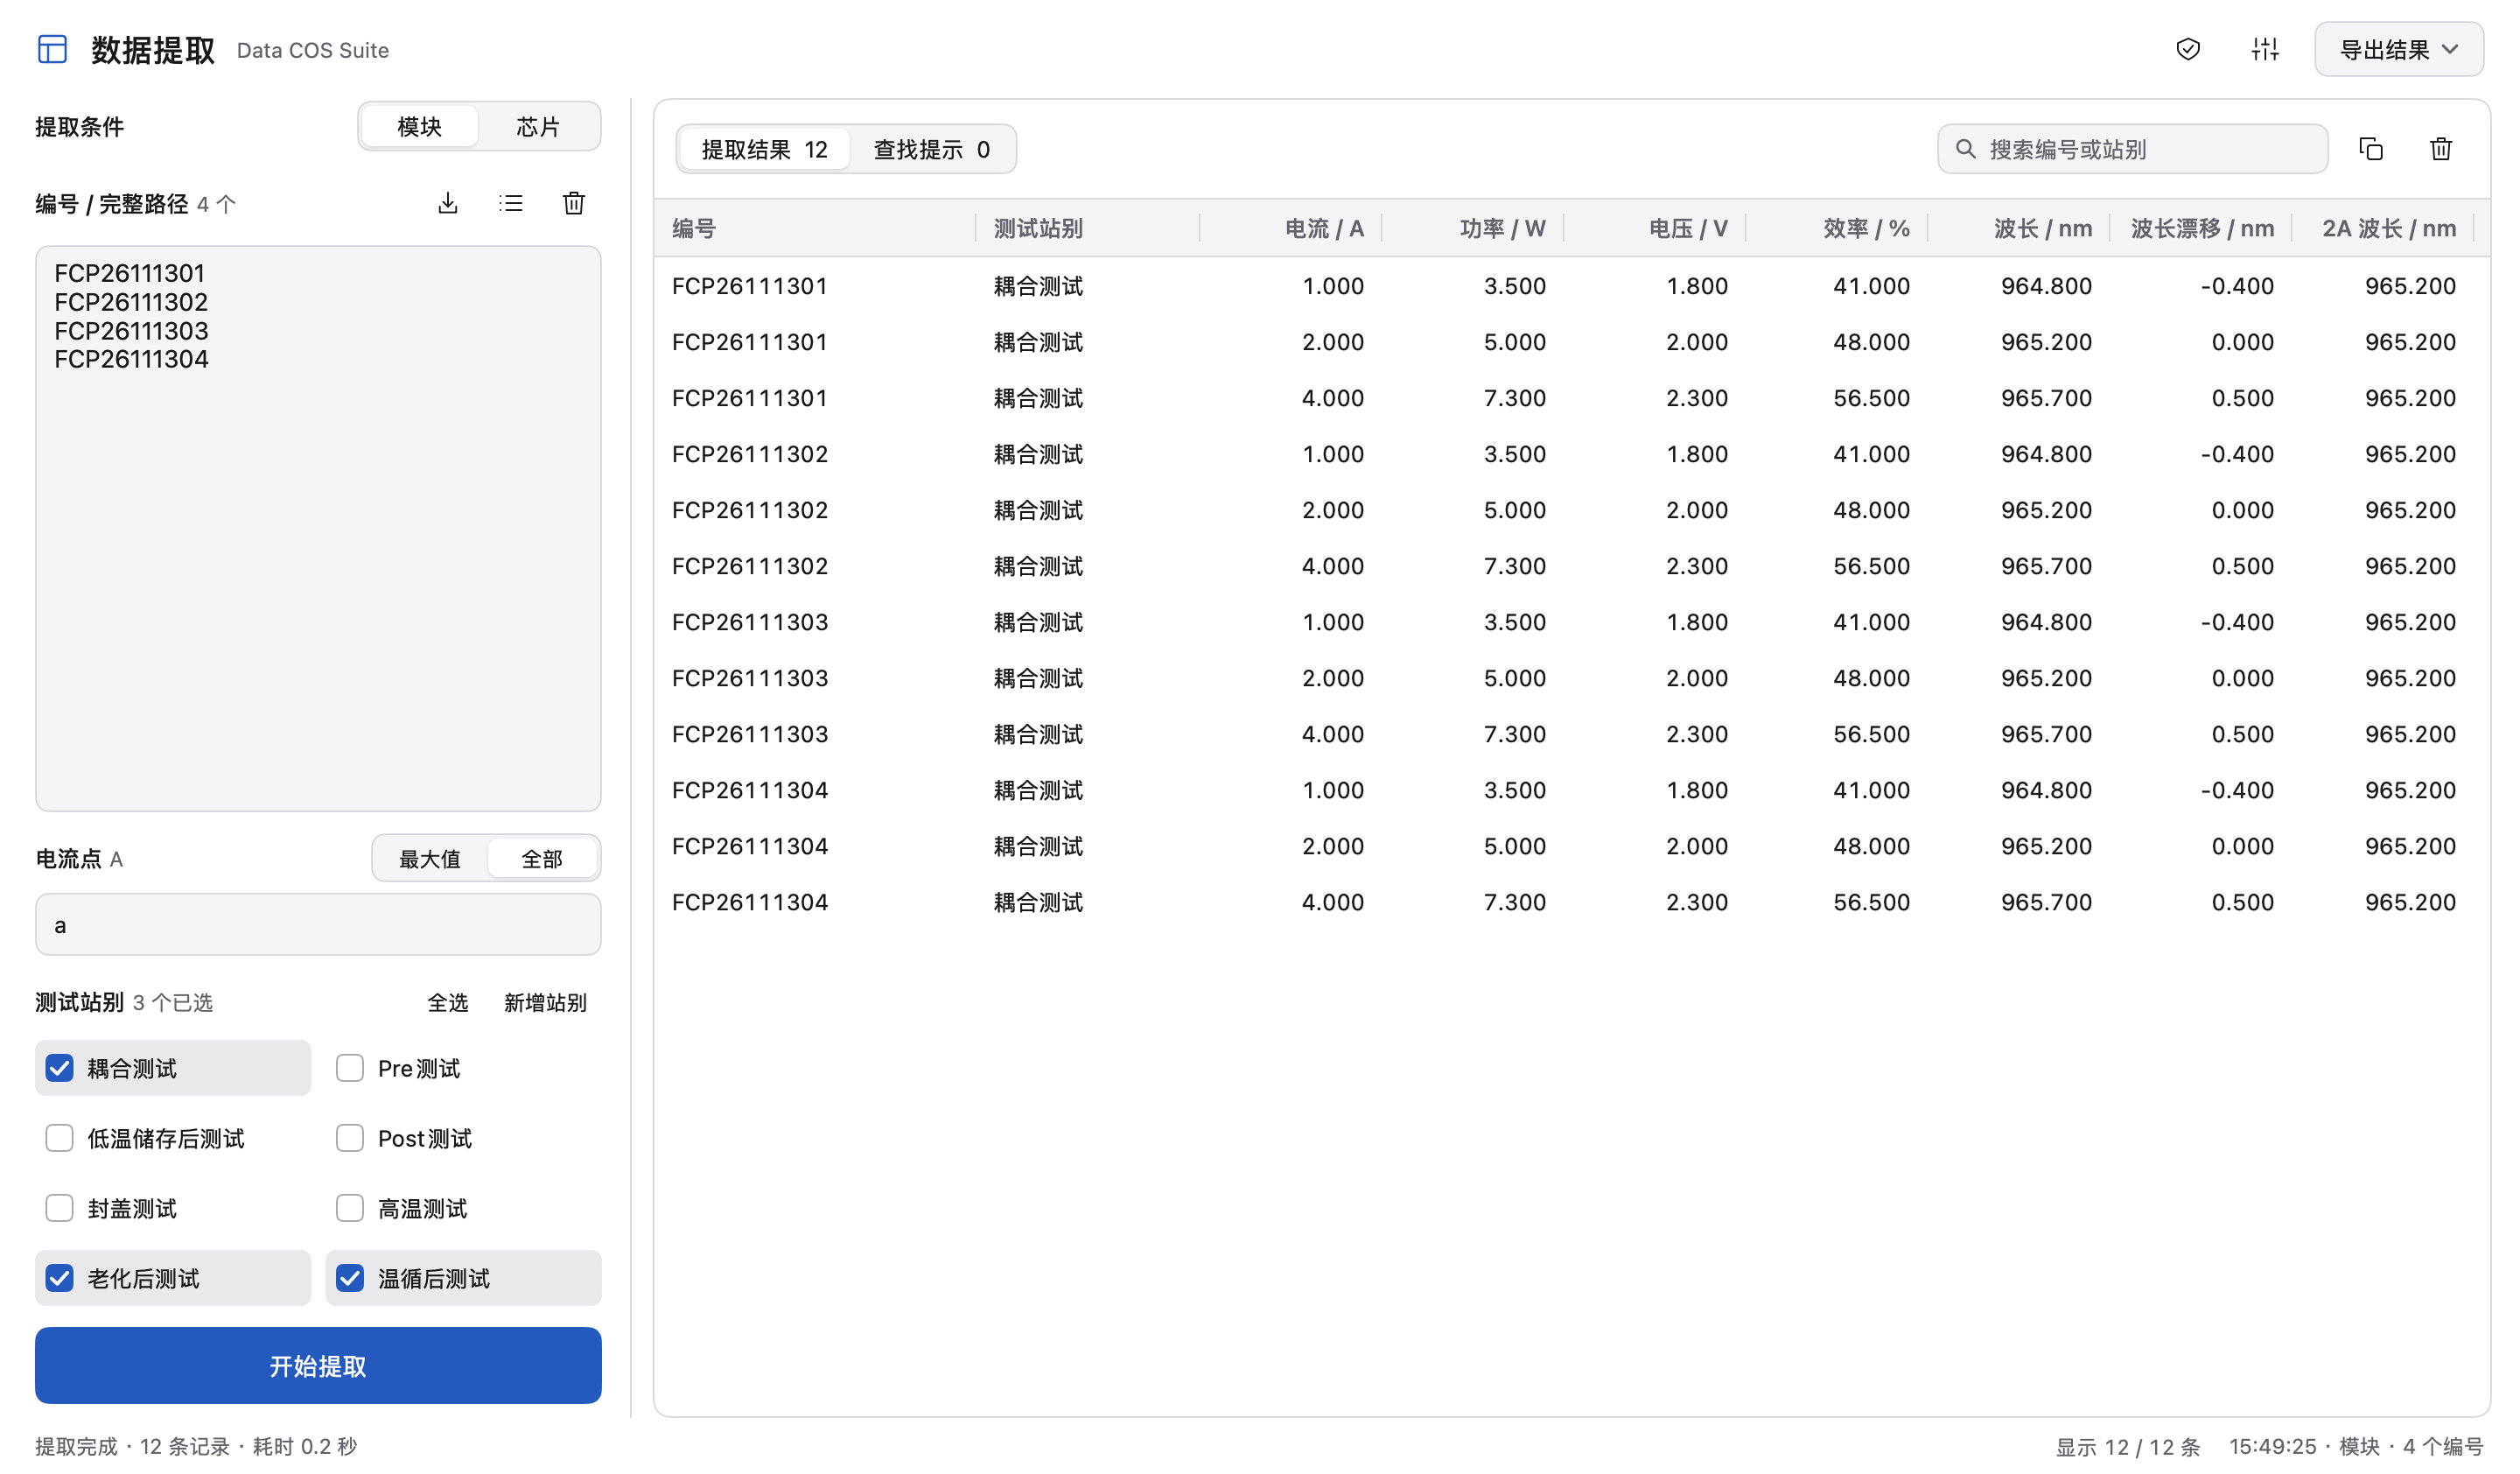 数据提取 Data COS Suite 导出结果
提取条件 模块 芯片
编号 / 完整路径 4 个
FCP26111301
FCP26111302
FCP26111303
FCP26111304
电流点 A 最大值 全部
a
测试站别 3 个已选 全选 新增站别
耦合测试 Pre测试
低温储存后测试 Post测试
封盖测试 高温测试
老化后测试 温循后测试
开始提取
提取完成 · 12 条记录 · 耗时 0.2 秒
提取结果 12 查找提示 0 搜索编号或站别
编号 测试站别 电流 / A 功率 / W 电压 / V 效率 / % 波长 / nm 波长漂移 / nm 2A 波长 / nm
FCP26111301 耦合测试 1.000 3.500 1.800 41.000 964.800 -0.400 965.200
FCP26111301 耦合测试 2.000 5.000 2.000 48.000 965.200 0.000 965.200
FCP26111301 耦合测试 4.000 7.300 2.300 56.500 965.700 0.500 965.200
FCP26111302 耦合测试 1.000 3.500 1.800 41.000 964.800 -0.400 965.200
FCP26111302 耦合测试 2.000 5.000 2.000 48.000 965.200 0.000 965.200
FCP26111302 耦合测试 4.000 7.300 2.300 56.500 965.700 0.500 965.200
FCP26111303 耦合测试 1.000 3.500 1.800 41.000 964.800 -0.400 965.200
FCP26111303 耦合测试 2.000 5.000 2.000 48.000 965.200 0.000 965.200
FCP26111303 耦合测试 4.000 7.300 2.300 56.500 965.700 0.500 965.200
FCP26111304 耦合测试 1.000 3.500 1.800 41.000 964.800 -0.400 965.200
FCP26111304 耦合测试 2.000 5.000 2.000 48.000 965.200 0.000 965.200
FCP26111304 耦合测试 4.000 7.300 2.300 56.500 965.700 0.500 965.200
显示 12 / 12 条 15:49:25 · 模块 · 4 个编号